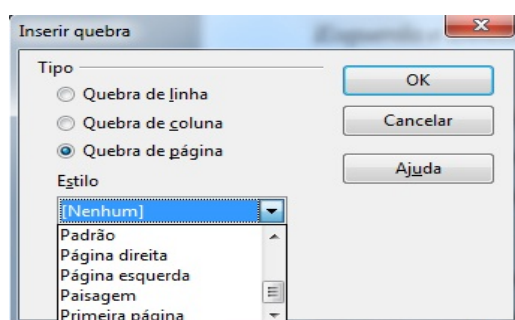 Inserir quebra
Tipo
Quebra de linha
Quebra de coluna
Quebra de página
Estilo
[Nenhum]
Padrão
Página direita
Página esquerda
Paisagem
Primeira página
OK
Cancelar
Ajuda